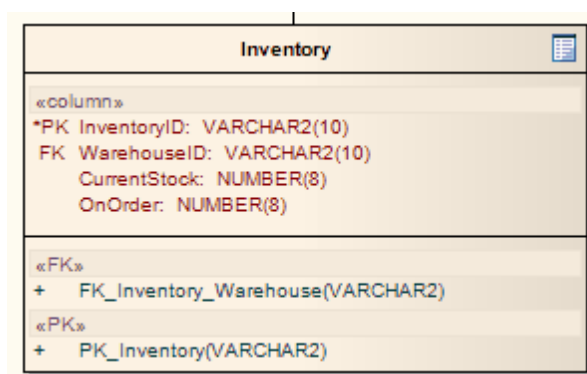 Inventory
«column»
*PK InventoryID: VARCHAR2(10)
FK WarehouseID: VARCHAR2(10)
CurrentStock: NUMBER(8)
OnOrder: NUMBER(8)
«FK»
+ FK_Inventory_Warehouse(VARCHAR2)
«PK»
+ PK_Inventory(VARCHAR2)